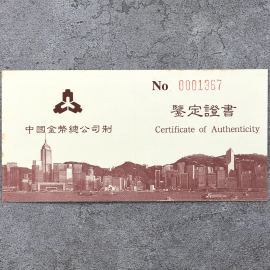 No 0001367
鑒定證書
中國金幣總公司制
Certificate of Authenticity